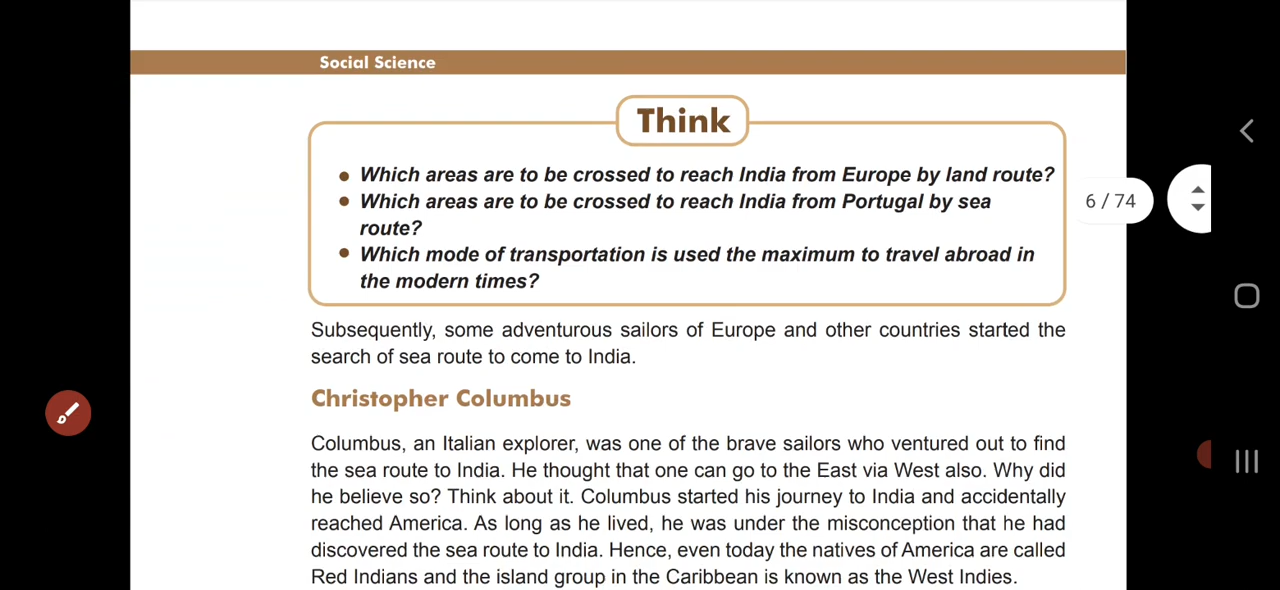 Social Science
Think
• Which areas are to be crossed to reach India from Europe by land route?
• Which areas are to be crossed to reach India from Portugal by sea
route?
• Which mode of transportation is used the maximum to travel abroad in
the modern times?
6 / 74
Subsequently, some adventurous sailors of Europe and other countries started the
search of sea route to come to India.
Christopher Columbus
Columbus, an Italian explorer, was one of the brave sailors who ventured out to find
the sea route to India. He thought that one can go to the East via West also. Why did
he believe so? Think about it. Columbus started his journey to India and accidentally
reached America. As long as he lived, he was under the misconception that he had
discovered the sea route to India. Hence, even today the natives of America are called
Red Indians and the island group in the Caribbean is known as the West Indies.